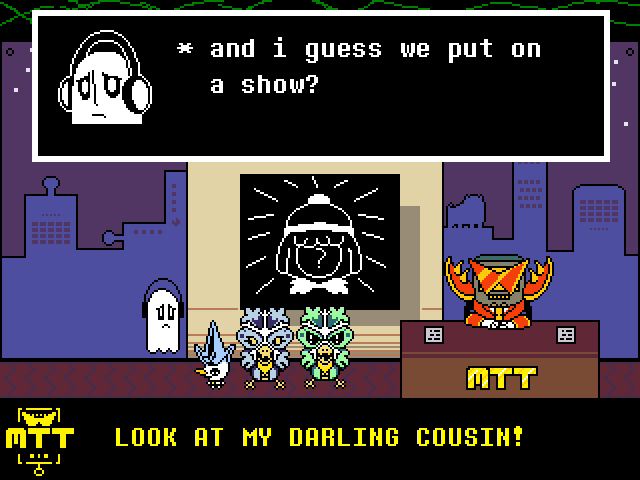 * and i guess we put on
a show?
?
MTT
MTT
LOOK AT MY DARLING COUSIN!